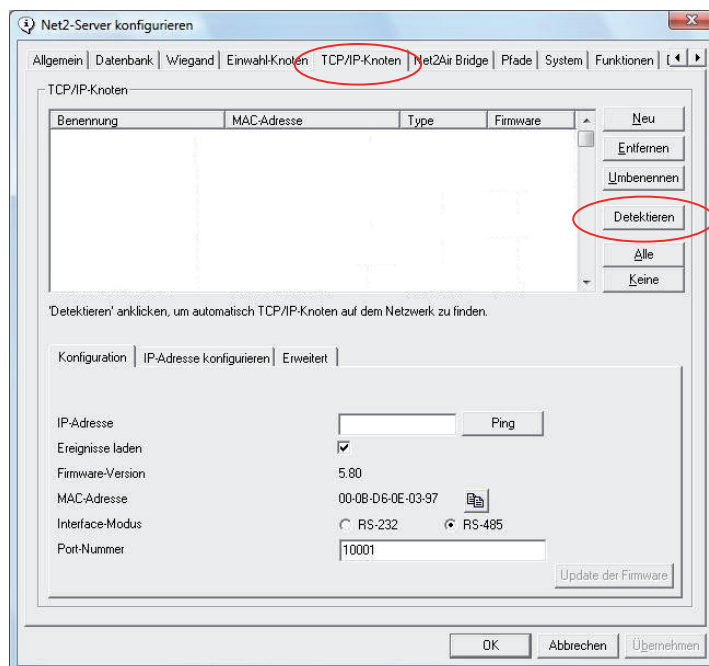 Net2-Server konfigurieren
Allgemein Datenbank Wiegand Einwahl-Knoten TCP/IP-Knoten Net2Air Bridge Pfade System Funktionen
TCP/IP-Knoten
Benennung MAC-Adresse Type Firmware
Neu
Entfernen
Umbenennen
Detektieren
Alle
Keine
'Detektieren' anklicken, um automatisch TCP/IP-Knoten auf dem Netzwerk zu finden.
Konfiguration IP-Adresse konfigurieren Erweitert
IP-Adresse Ping
Ereignisse laden
Firmware-Version 5.80
MAC-Adresse 00-0B-D6-0E-03-97
Interface-Modus RS-232 RS-485
Port-Nummer 10001
Update der Firmware
OK Abbrechen Übernehmen